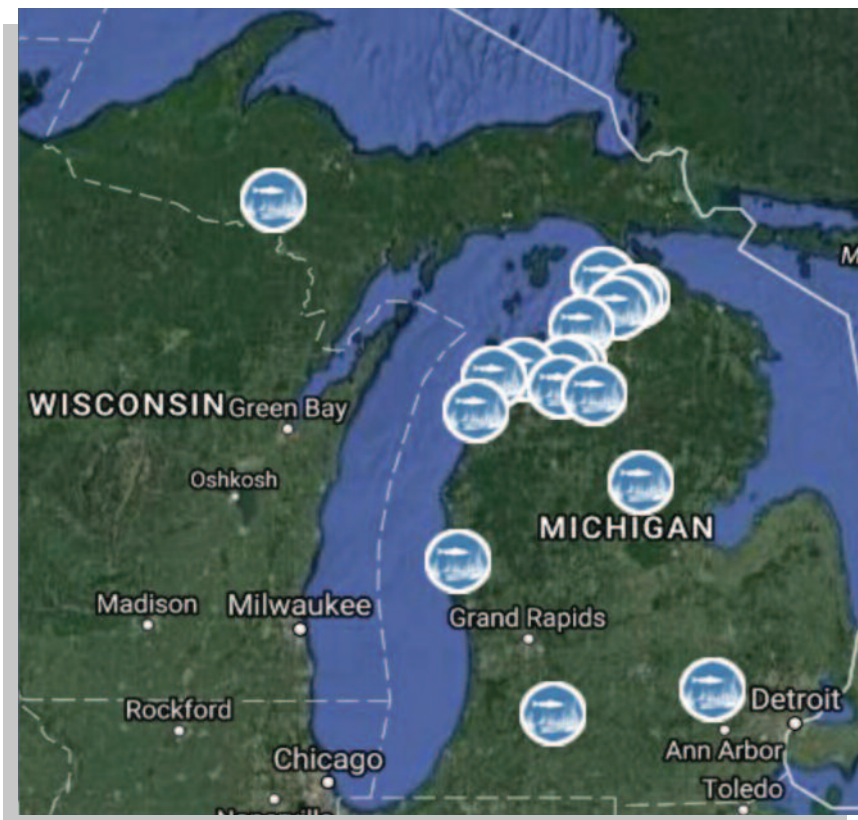 M
WISCONSIN
Green Bay
Oshkosh
MICHIGAN
Madison
Milwaukee
Grand Rapids
Rockford
Detroit
Ann Arbor
Chicago
Toledo